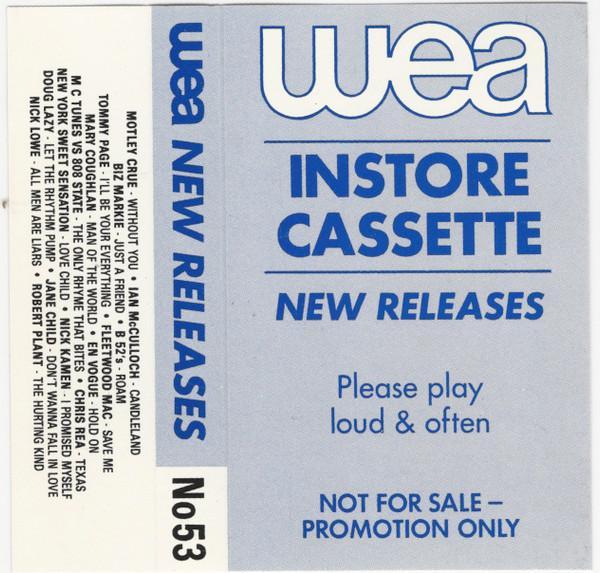 MOTLEY CRUE - WITHOUT YOU • IAN McCULLOCH - CANDLELAND
BIZ MARKIE - JUST A FRIEND • B 52's - ROAM
TOMMY PAGE - I'LL BE YOUR EVERYTHING • FLEETWOOD MAC - SAVE ME
MARY COUGHLAN - MAN OF THE WORLD • EN VOGUE - HOLD ON
M C TUNES VS 808 STATE - THE ONLY RHYME THAT BITES • CHRIS REA - TEXAS
NEW YORK SWEET SENSATION - LOVE CHILD • NICK KAMEN - I PROMISED MYSELF
DOUG LAZY - LET THE RHYTHM PUMP • JANE CHILD - DON'T WANNA FALL IN LOVE
NICK LOWE - ALL MEN ARE LIARS • ROBERT PLANT - THE HURTING KIND
wea NEW RELEASES No53
wea
INSTORE
CASSETTE
NEW RELEASES
Please play
loud & often
NOT FOR SALE –
PROMOTION ONLY